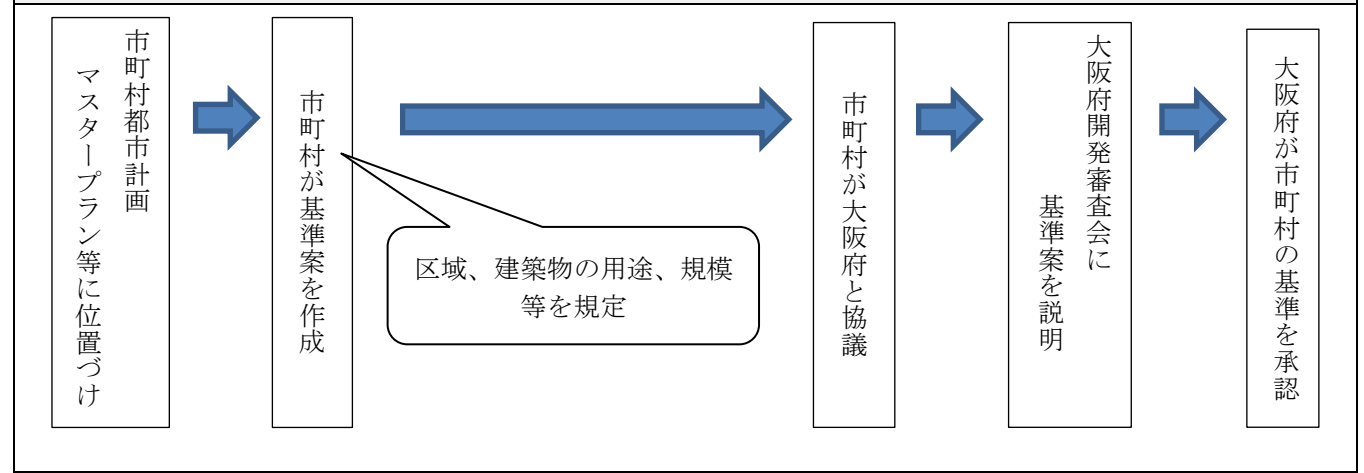 市町村都市計画
マスタープラン等に位置づけ
市町村が基準案を作成
区域、建築物の用途、規模
等を規定
市町村が大阪府と協議
大阪府開発審査会に
基準案を説明
大阪府が市町村の基準を承認